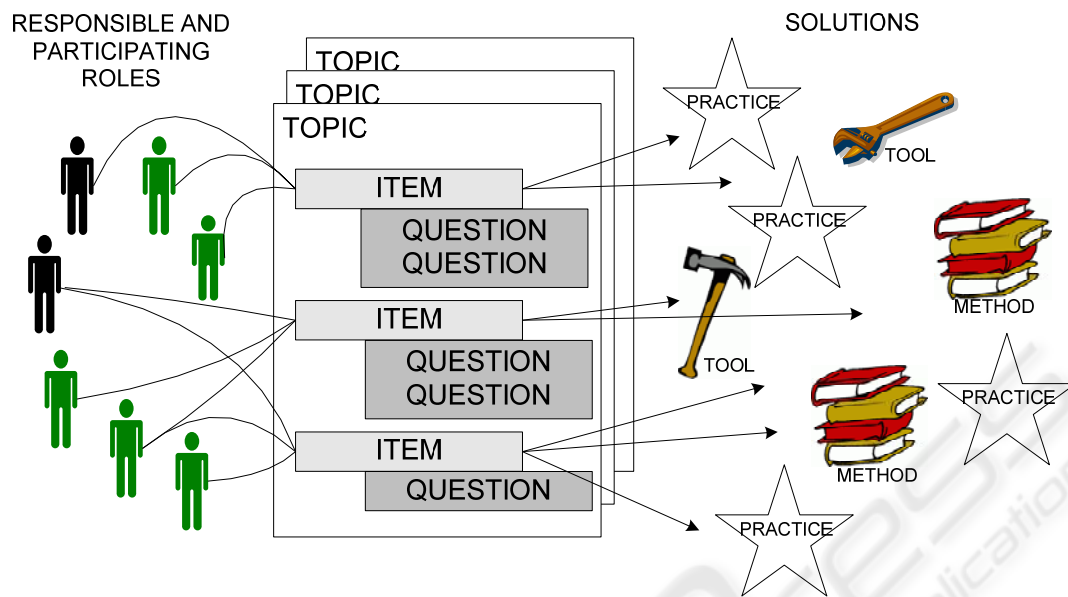 RESPONSIBLE AND
PARTICIPATING
ROLES
TOPIC
TOPIC
TOPIC
ITEM
QUESTION
QUESTION
ITEM
QUESTION
QUESTION
ITEM
QUESTION
SOLUTIONS
PRACTICE
TOOL
PRACTICE
METHOD
TOOL
PRACTICE
METHOD
PRACTICE